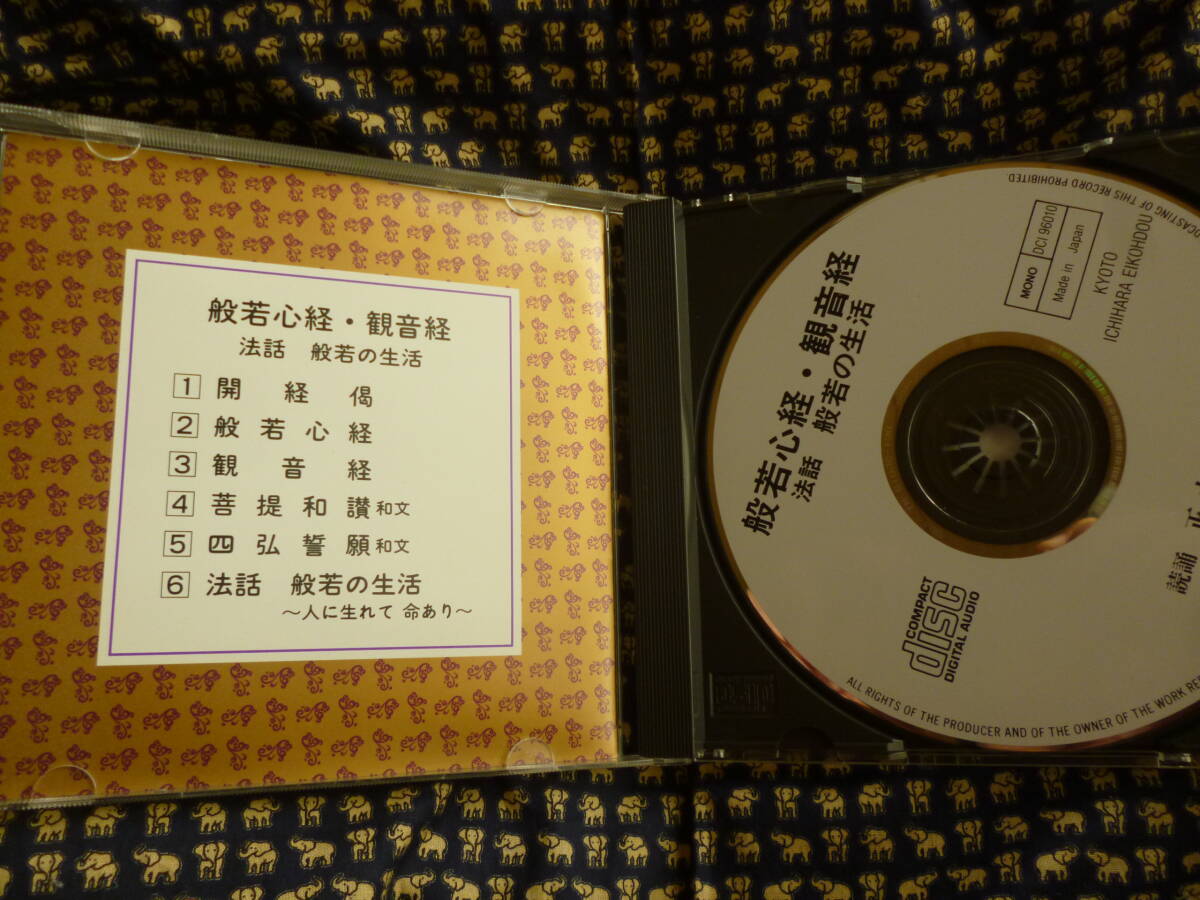 般若心経・観音経
法話 般若の生活
1 開経偈
2 般若心経
3 観音経
4 菩提和讃 和文
5 四弘誓願 和文
6 法話 般若の生活
〜人に生れて 命あり〜
般若心経・観音経
法話 般若の生活
MONO DCI 96010
Made in Japan
KYOTO
ICHIHARA EIKOHDOU
OF THIS RECORD PROHIBITED
読誦
COMPACT
disc
DIGITAL AUDIO
ALL RIGHTS OF THE PRODUCER AND OF THE OWNER OF THE WORK